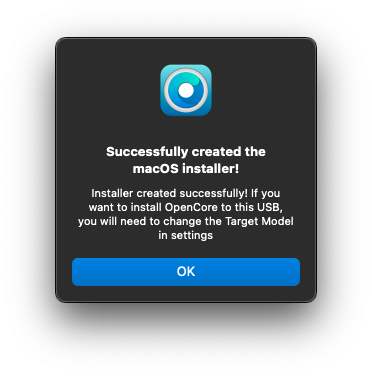 Successfully created the
macOS installer!
Installer created successfully! If you
want to install OpenCore to this USB,
you will need to change the Target Model
in settings
OK